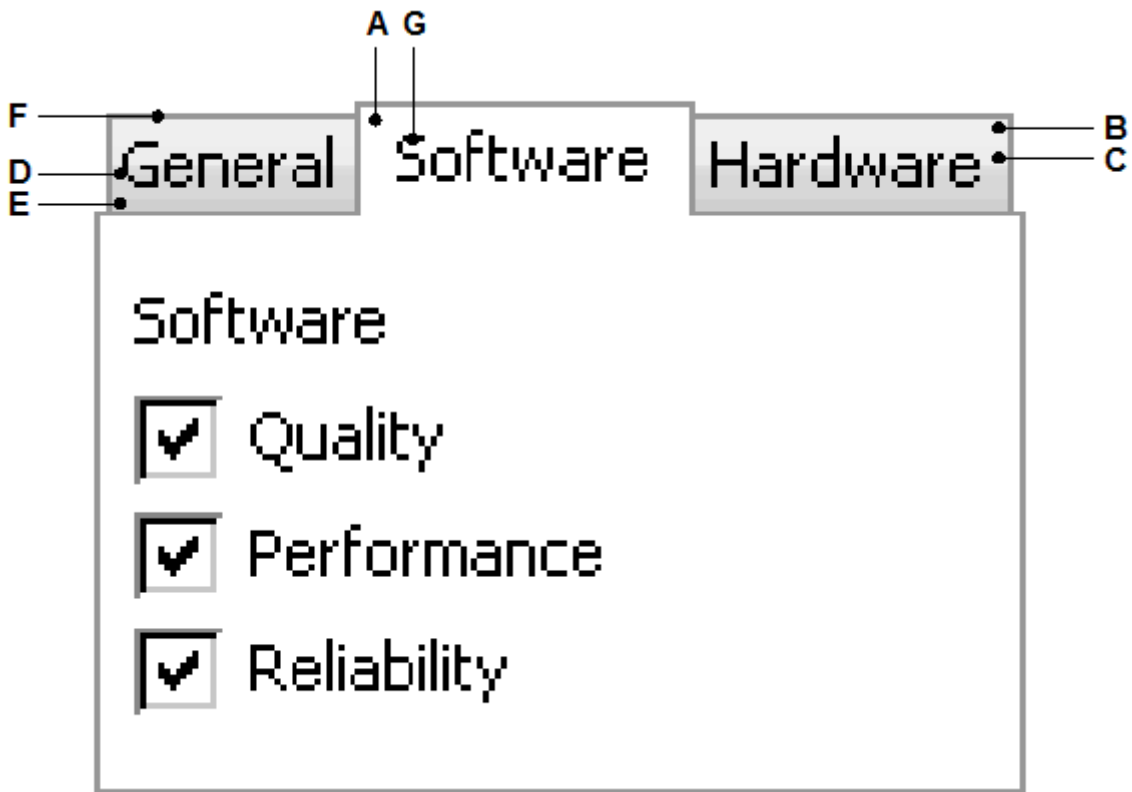 A G
F
B
General Software Hardware
D
C
E
Software
Quality
Performance
Reliability